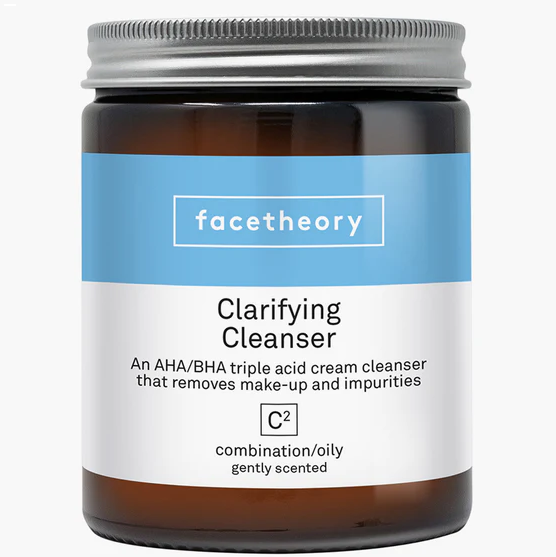 facetheory
Clarifying
Cleanser
An AHA/BHA triple acid cream cleanser
that removes make-up and impurities
C²
combination/oily
gently scented